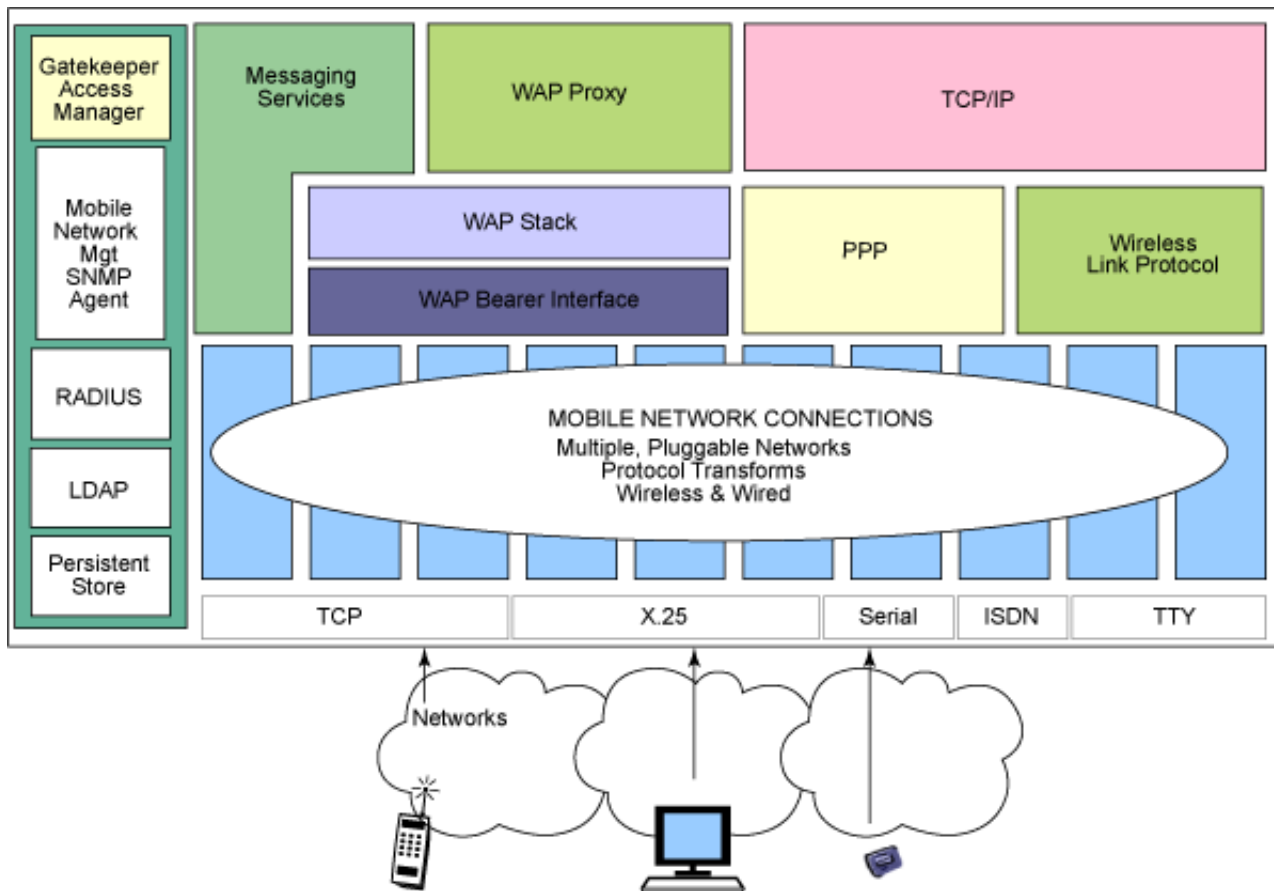 Gatekeeper
Access
Manager
Mobile
Network
Mgt
SNMP
Agent
RADIUS
LDAP
Persistent
Store
Messaging
Services
WAP Proxy
TCP/IP
WAP Stack
WAP Bearer Interface
PPP
Wireless
Link Protocol
MOBILE NETWORK CONNECTIONS
Multiple, Pluggable Networks
Protocol Transforms
Wireless & Wired
TCP
X.25
Serial
ISDN
TTY
Networks